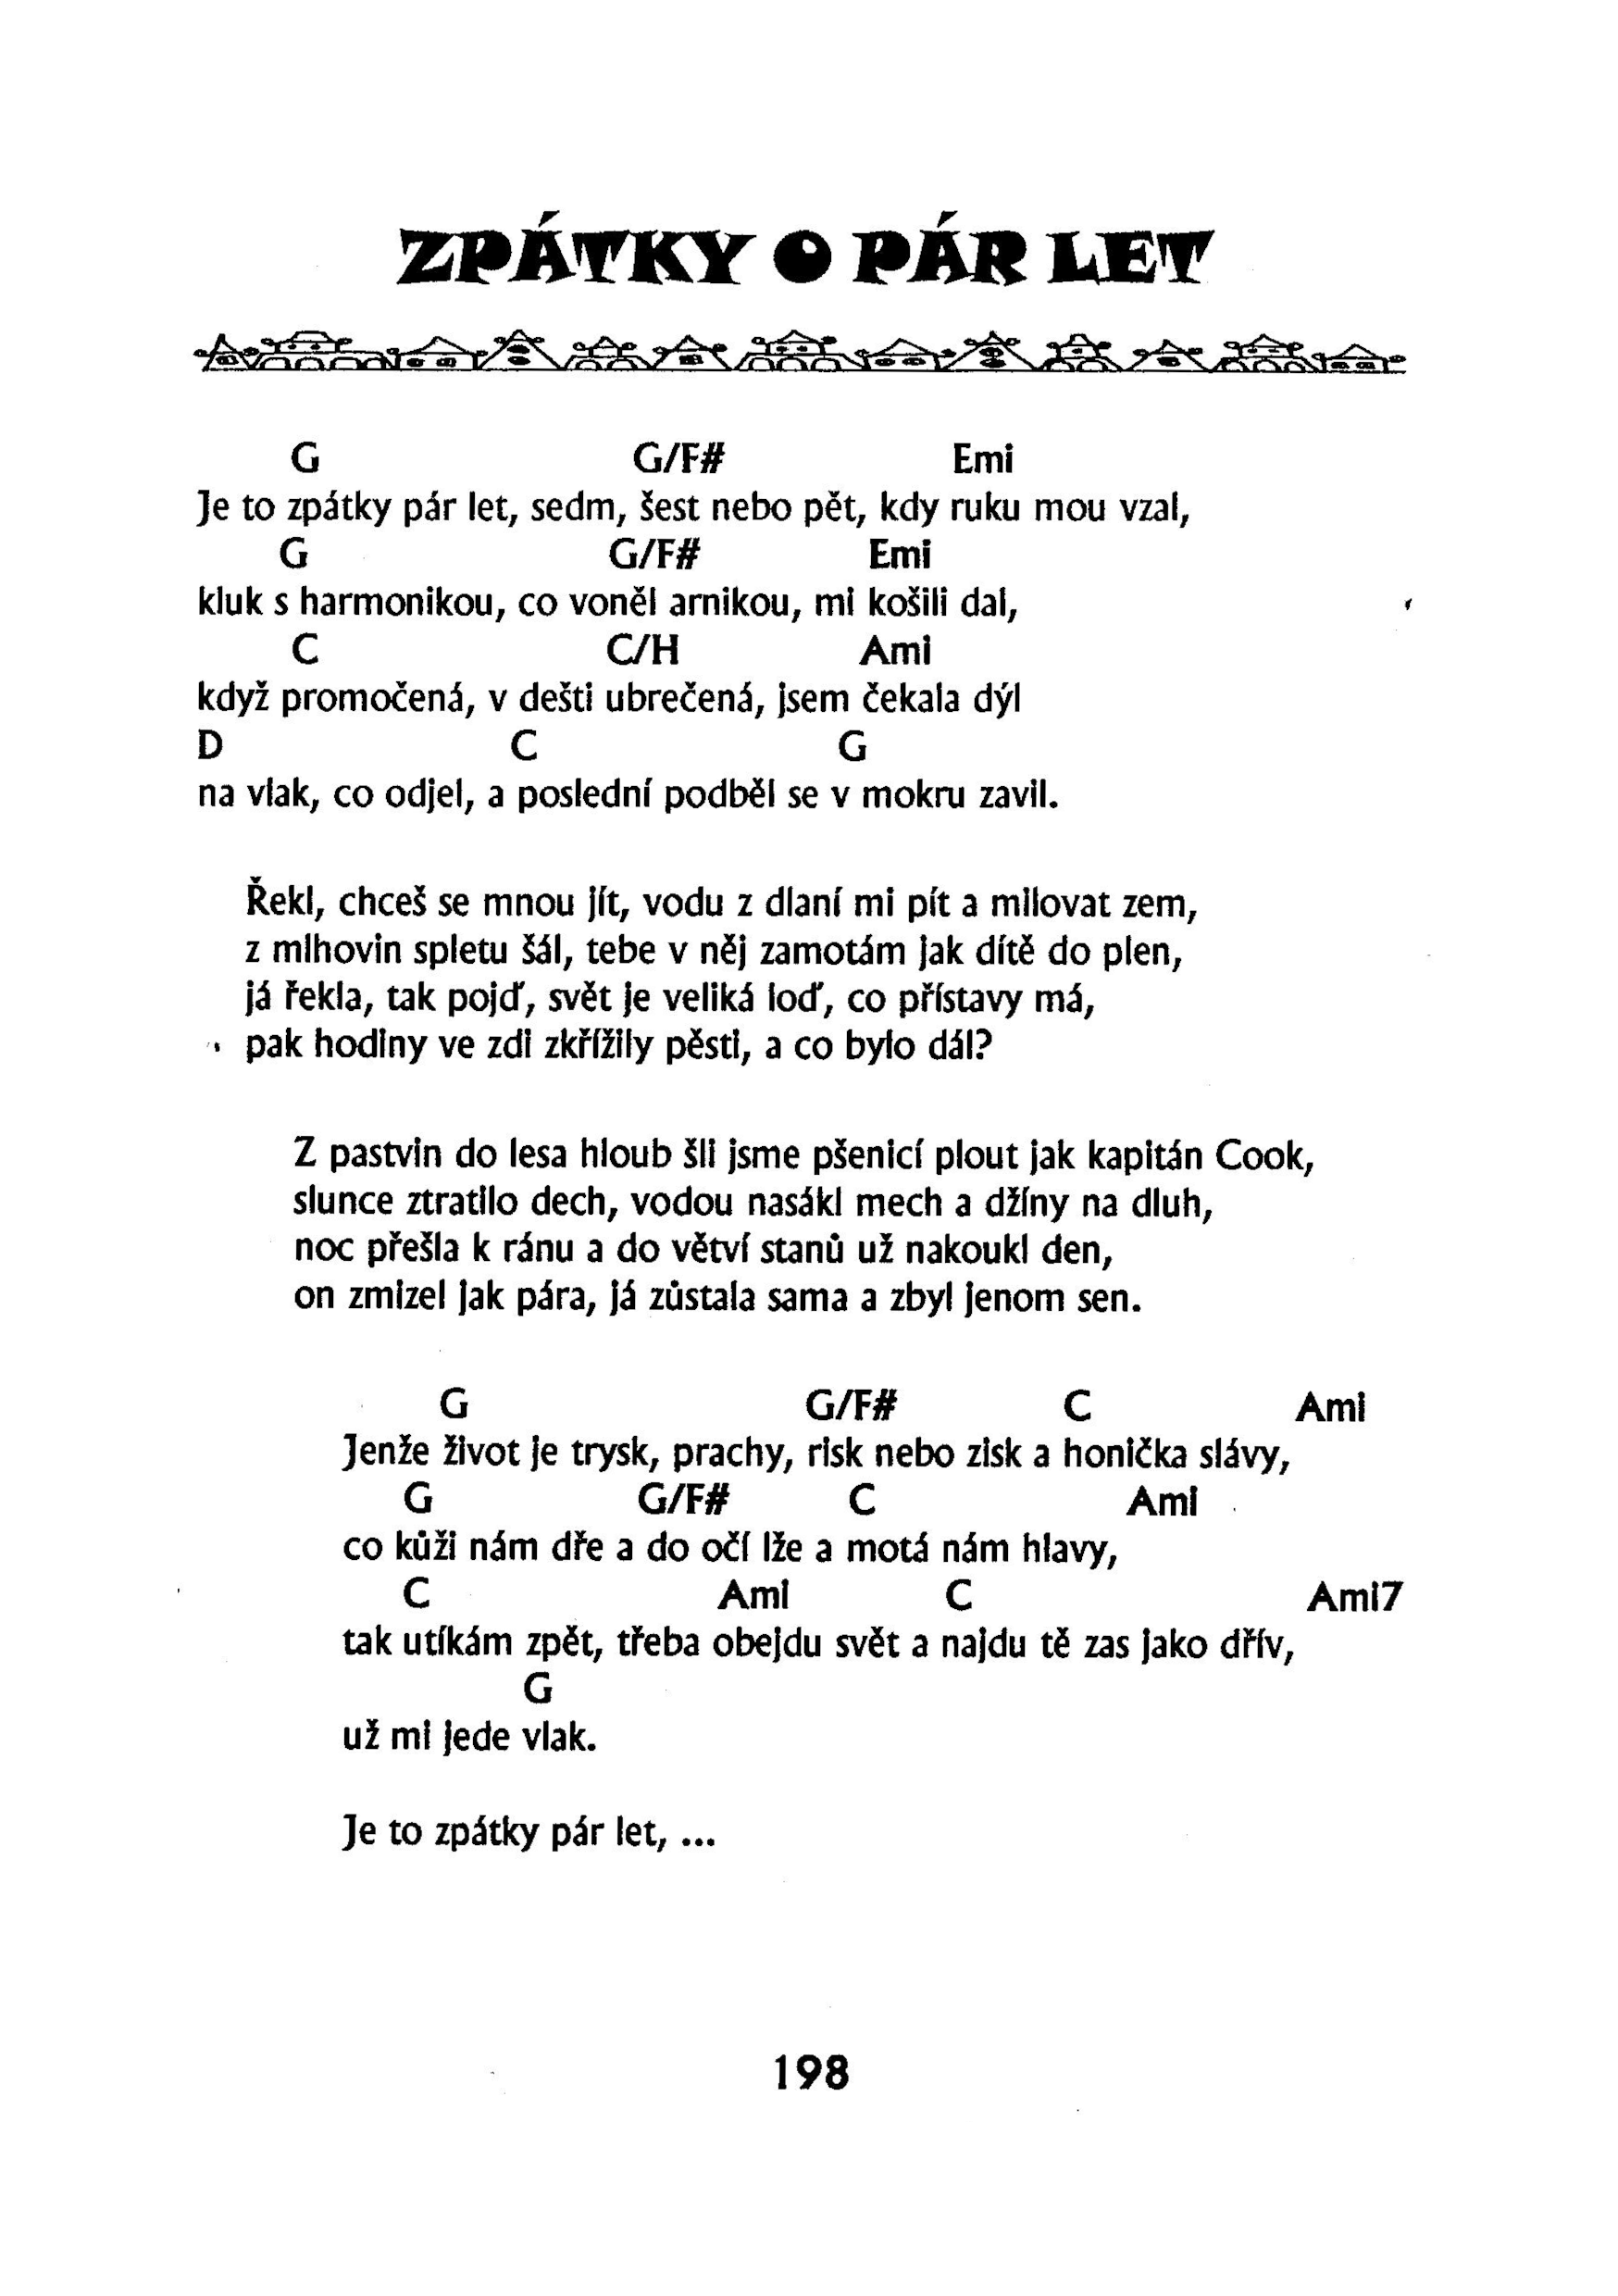 ZPÁTKY O PÁR LET
G G/F# Emi
Je to zpátky pár let, sedm, šest nebo pět, kdy ruku mou vzal,
G G/F# Emi
kluk s harmonikou, co voněl arnikou, mi košili dal,
C C/H Ami
když promočená, v dešti ubrečená, jsem čekala dýl
D C G
na vlak, co odjel, a poslední podběl se v mokru zavil.
Řekl, chceš se mnou jít, vodu z dlaní mi pít a milovat zem,
z mlhovin spletu šál, tebe v něj zamotám jak dítě do plen,
já řekla, tak pojď, svět je veliká loď, co přístavy má,
pak hodiny ve zdi zkřížily pěsti, a co bylo dál?
Z pastvin do lesa hloub šli jsme pšenicí plout jak kapitán Cook,
slunce ztratilo dech, vodou nasákl mech a džíny na dluh,
noc přešla k ránu a do větví stanů už nakoukl den,
on zmizel jak pára, já zůstala sama a zbyl jenom sen.
G G/F# C Ami
Jenže život je trysk, prachy, risk nebo zisk a honička slávy,
G G/F# C Ami
co kůži nám dře a do očí lže a motá nám hlavy,
C Ami C Ami7
tak utíkám zpět, třeba obejdu svět a najdu tě zas jako dřív,
G
už mi jede vlak.
Je to zpátky pár let, ...
198